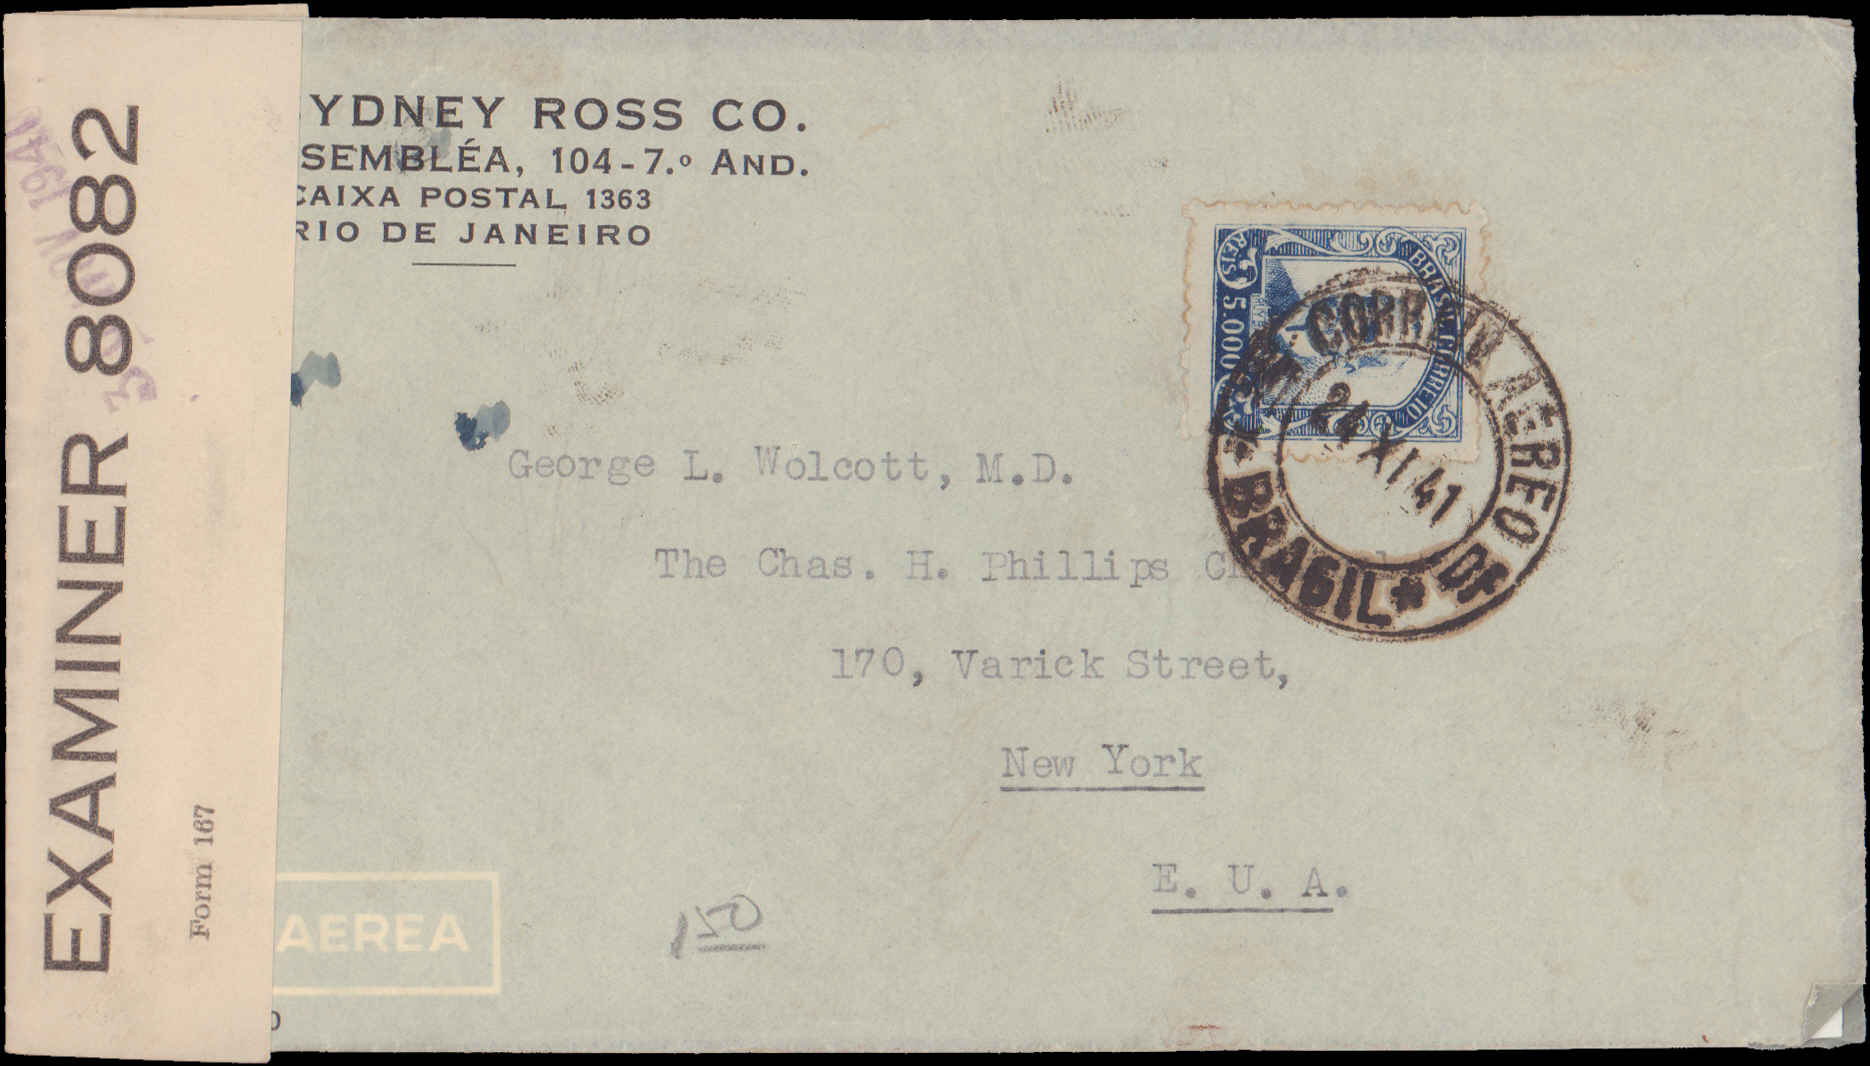 EXAMINER 8082
Form 167
YDNEY ROSS CO.
SEMBLÉA, 104-7.º AND.
CAIXA POSTAL 1363
RIO DE JANEIRO
BRASIL CORREIO
REIS 5.000
CORREIO AEREO DF
24 XI 41
* BRASIL *
George L. Wolcott, M.D.
The Chas. H. Phillips
170, Varick Street,
New York
E. U. A.
AEREA
150
1941